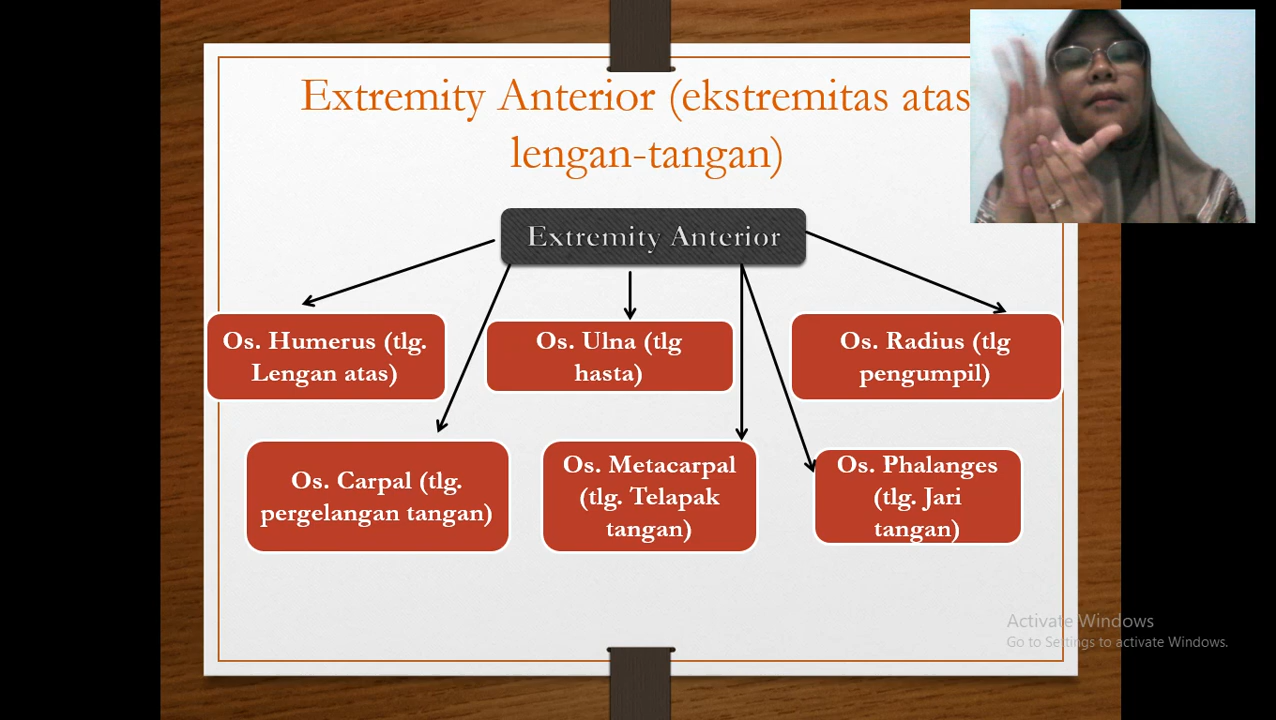 Extremity Anterior (ekstremitas atas
lengan-tangan)
Extremity Anterior
Os. Humerus (tlg.
Lengan atas)
Os. Ulna (tlg
hasta)
Os. Radius (tlg
pengumpil)
Os. Carpal (tlg.
pergelangan tangan)
Os. Metacarpal
(tlg. Telapak
tangan)
Os. Phalanges
(tlg. Jari
tangan)
Activate Windows
Go to Settings to activate Windows.